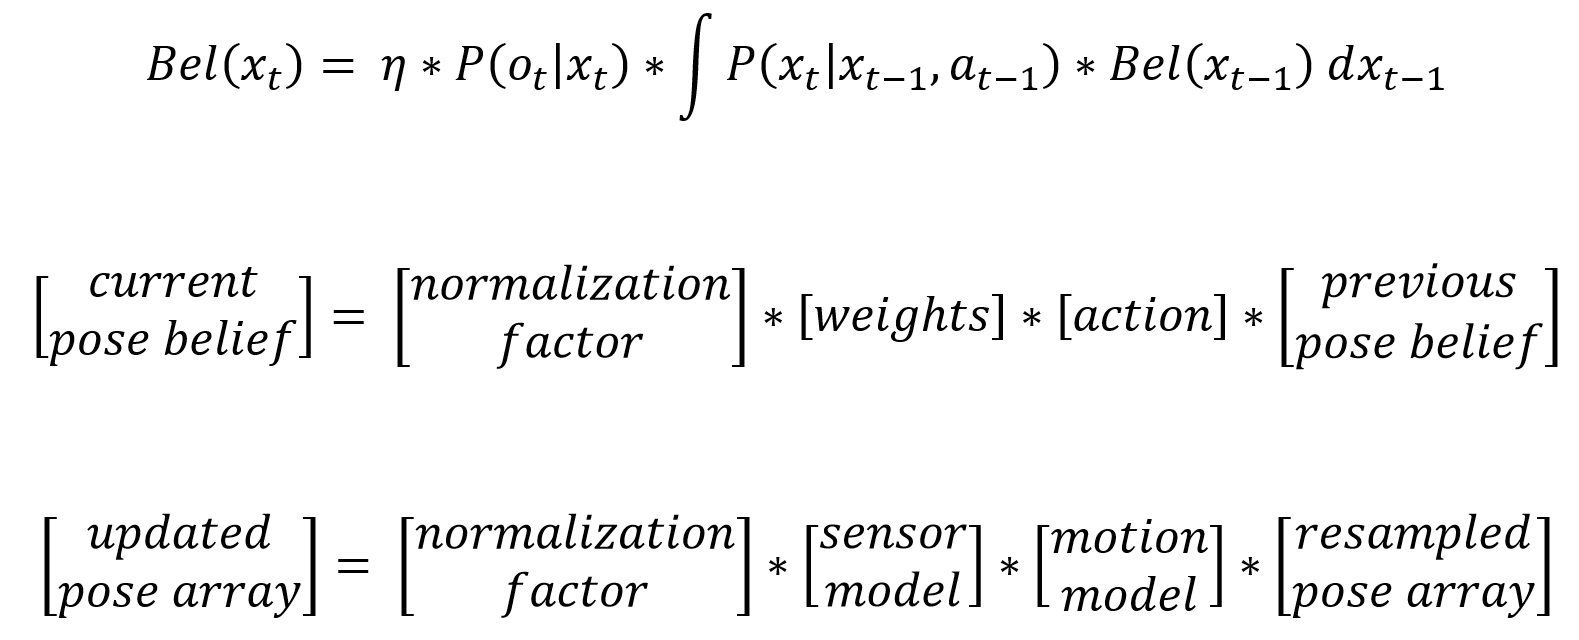 Bel(x_t) = η * P(o_t|x_t) * ∫ P(x_t|x_{t−1}, a_{t−1}) * Bel(x_{t−1}) dx_{t−1}
[current pose belief] = [normalization factor] * [weights] * [action] * [previous pose belief]
[updated pose array] = [normalization factor] * [sensor model] * [motion model] * [resampled pose array]